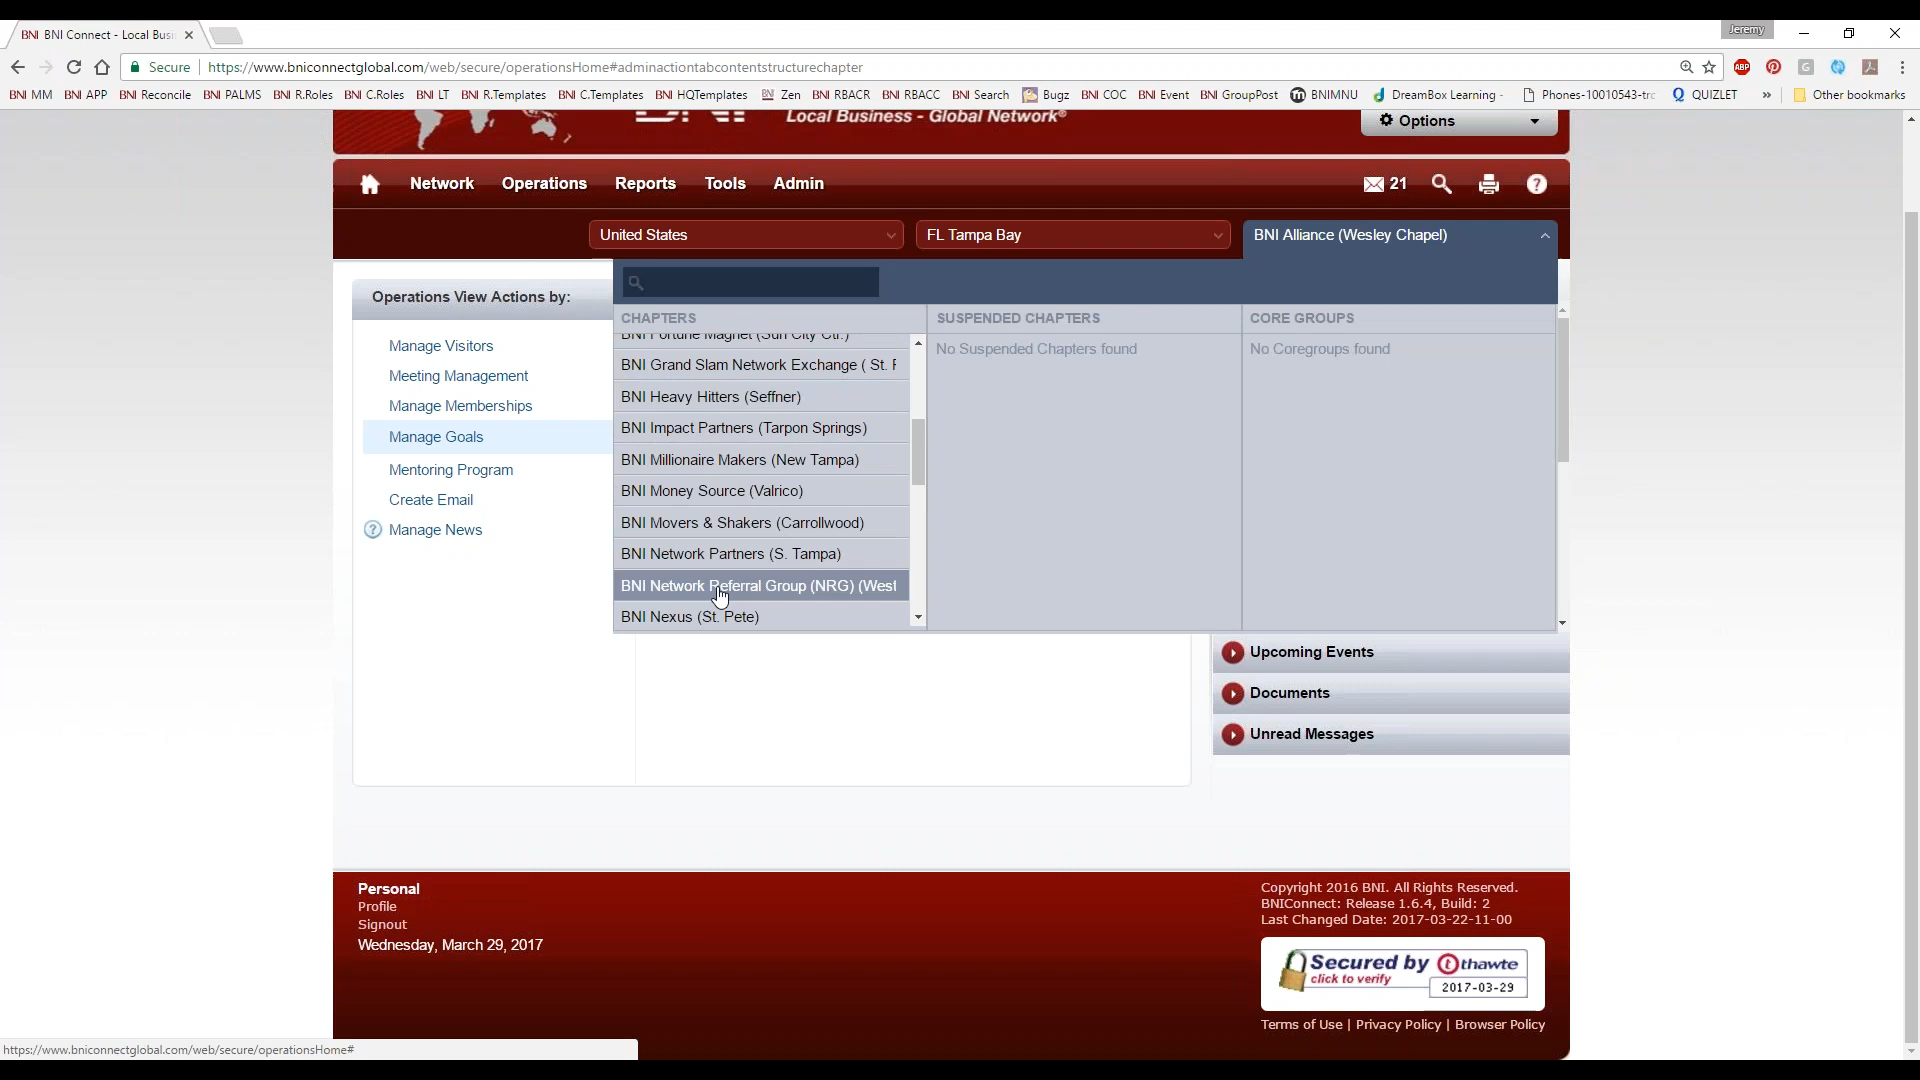 BNI BNI Connect - Local Busi
Jeremy
Secure https://www.bniconnectglobal.com/web/secure/operationsHome#adminactiontabcontentstructurechapter
ABP
BNI MM BNI APP BNI Reconcile BNI PALMS BNI R.Roles BNI C.Roles BNI LT BNI R.Templates BNI C.Templates BNI HQTemplates Zen BNI RBACR BNI RBACC BNI Search Bugz BNI COC BNI Event BNI GroupPost BNIMNU DreamBox Learning - Phones-10010543-trc QUIZLET » Other bookmarks
Local Business - Global Network®
Options
Network Operations Reports Tools Admin 21
United States FL Tampa Bay BNI Alliance (Wesley Chapel)
Operations View Actions by:
CHAPTERS SUSPENDED CHAPTERS CORE GROUPS
BNI Fortune Magnet (Sun City Ctr.)
No Suspended Chapters found
No Coregroups found
Manage Visitors
Meeting Management
Manage Memberships
Manage Goals
Mentoring Program
Create Email
Manage News
BNI Grand Slam Network Exchange ( St. F
BNI Heavy Hitters (Seffner)
BNI Impact Partners (Tarpon Springs)
BNI Millionaire Makers (New Tampa)
BNI Money Source (Valrico)
BNI Movers & Shakers (Carrollwood)
BNI Network Partners (S. Tampa)
BNI Network Referral Group (NRG) (West
BNI Nexus (St. Pete)
Upcoming Events
Documents
Unread Messages
Personal
Profile
Signout
Wednesday, March 29, 2017
Copyright 2016 BNI. All Rights Reserved.
BNIConnect: Release 1.6.4, Build: 2
Last Changed Date: 2017-03-22-11-00
Secured by thawte
click to verify
2017-03-29
Terms of Use | Privacy Policy | Browser Policy
https://www.bniconnectglobal.com/web/secure/operationsHome#